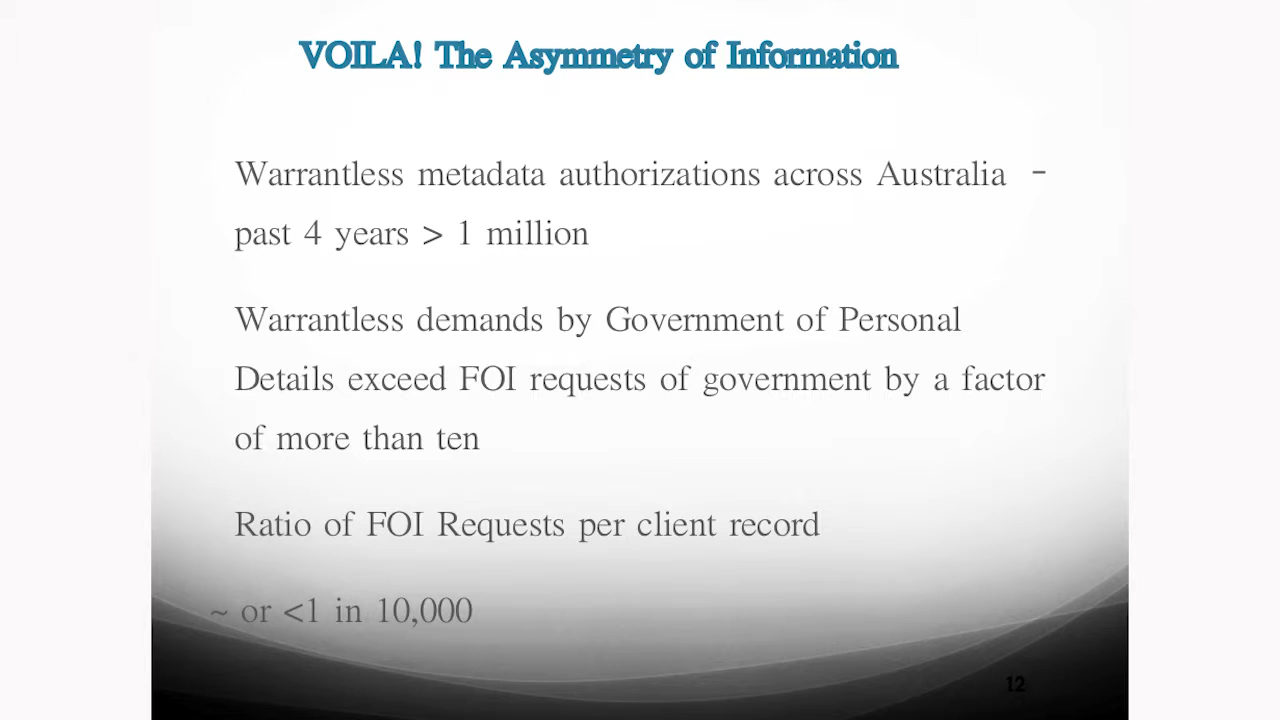 VOILA! The Asymmetry of Information
Warrantless metadata authorizations across Australia -
past 4 years > 1 million
Warrantless demands by Government of Personal
Details exceed FOI requests of government by a factor
of more than ten
Ratio of FOI Requests per client record
~ or <1 in 10,000
12